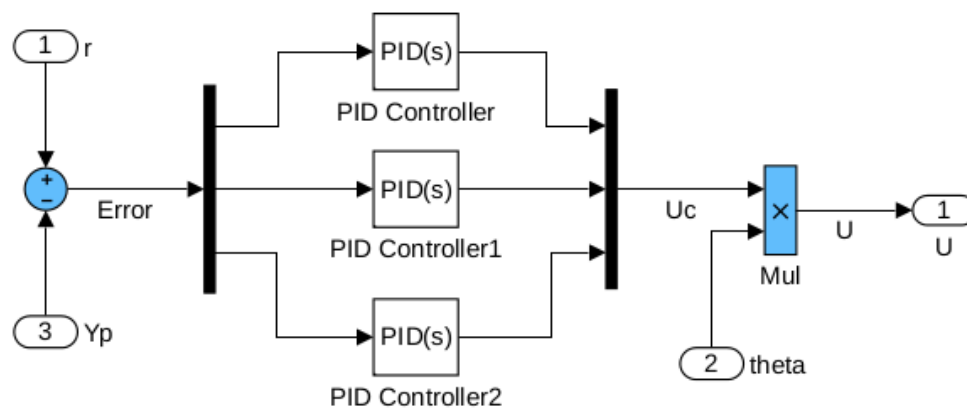 1 r
PID(s)
PID Controller
+
−
Error
PID(s)
PID Controller1
Uc
×
Mul
U
1
U
3 Yp
PID(s)
PID Controller2
2 theta